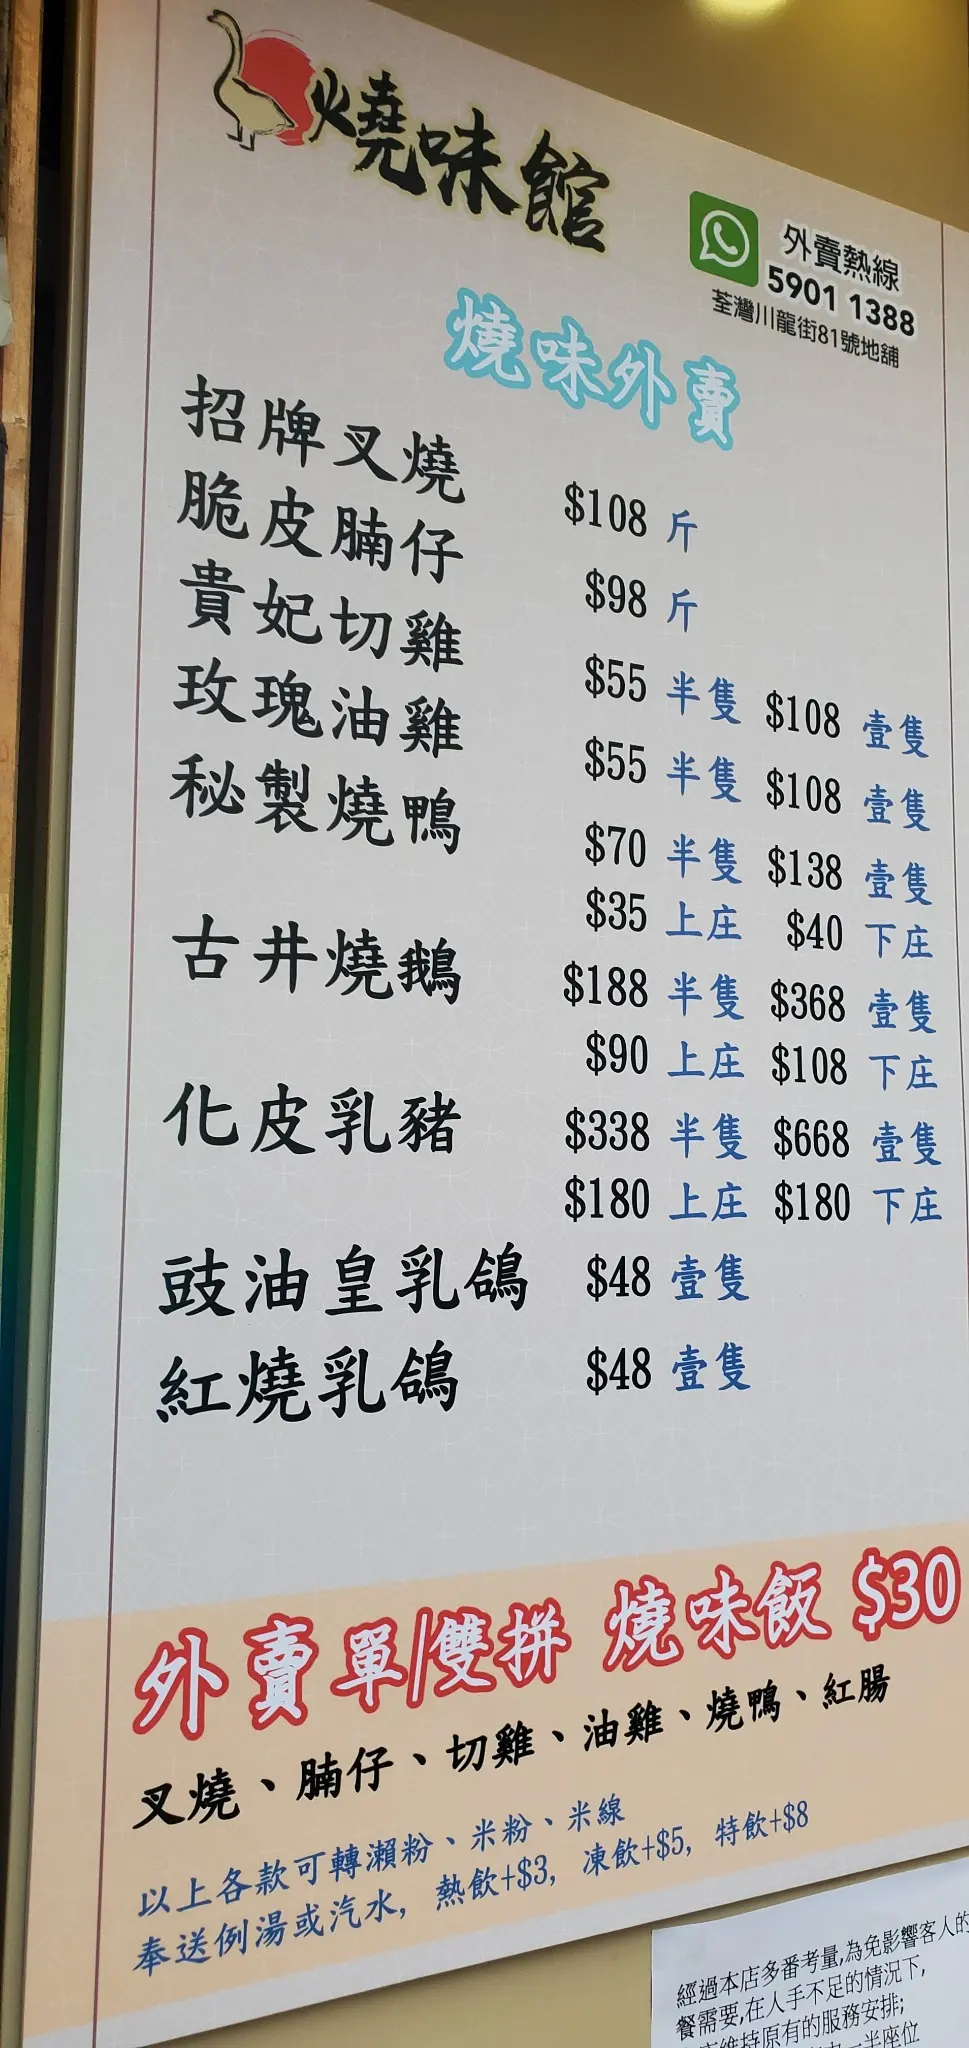 燒味館
外賣熱線
5901 1388
荃灣川龍街81號地舖
燒味外賣
招牌叉燒 $108 斤
脆皮腩仔 $98 斤
貴妃切雞 $55 半隻 $108 壹隻
玫瑰油雞 $55 半隻 $108 壹隻
秘製燒鴨 $70 半隻 $138 壹隻
$35 上庄 $40 下庄
古井燒鵝 $188 半隻 $368 壹隻
$90 上庄 $108 下庄
化皮乳豬 $338 半隻 $668 壹隻
$180 上庄 $180 下庄
豉油皇乳鴿 $48 壹隻
紅燒乳鴿 $48 壹隻
外賣單/雙拼 燒味飯 $30
叉燒、腩仔、切雞、油雞、燒鴨、紅腸
以上各款可轉瀨粉、米粉、米線
奉送例湯或汽水, 熱飲+$3, 凍飲+$5, 特飲+$8
經過本店多番考量,為免影響客人的
餐需要,在人手不足的情況下,
維持原有的服務安排;
一半座位